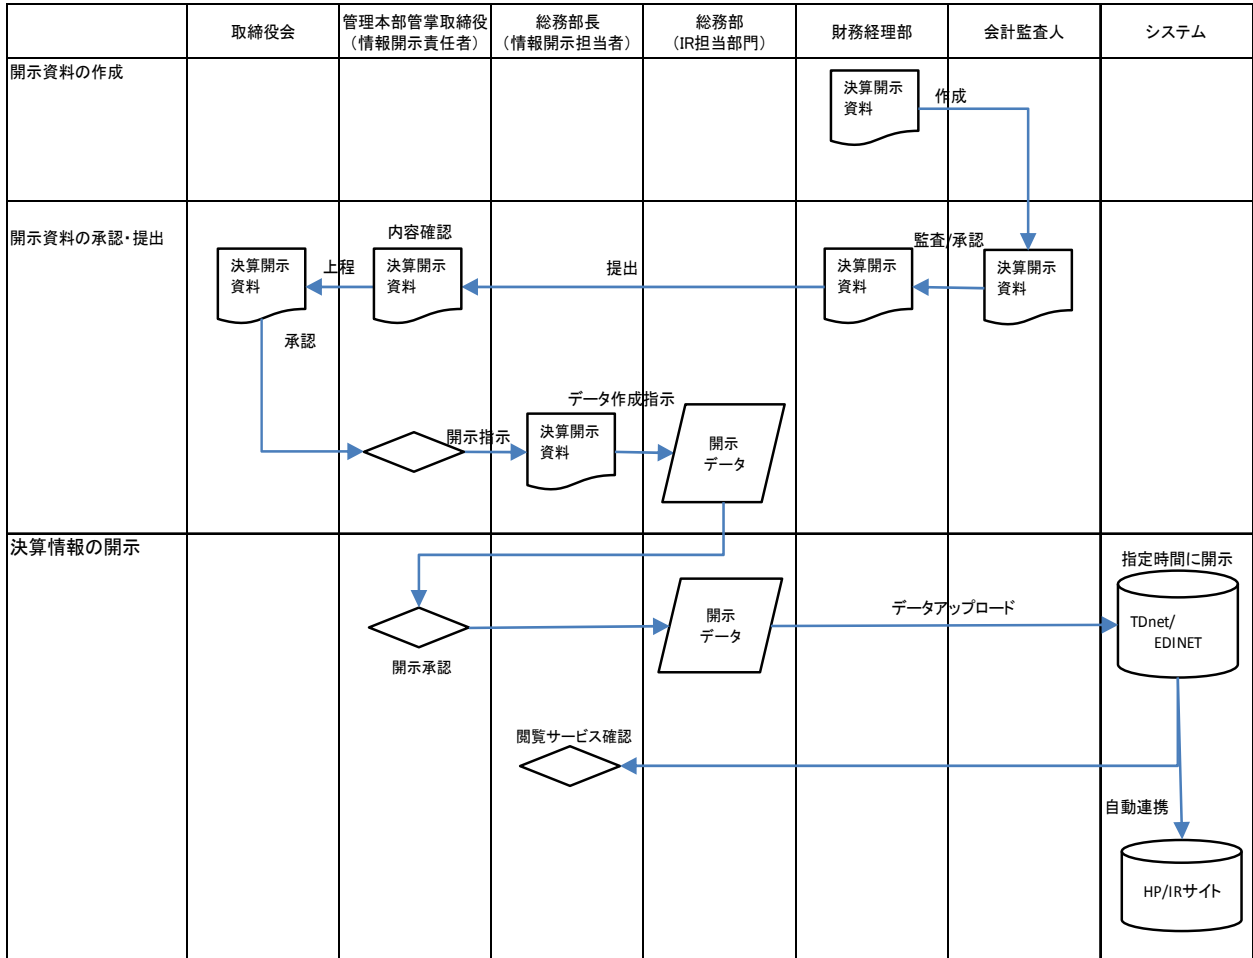 取締役会
管理本部管掌取締役
（情報開示責任者）
総務部長
（情報開示担当者）
総務部
（IR担当部門）
財務経理部
会計監査人
システム
開示資料の作成
決算開示
資料
作成
開示資料の承認・提出
決算開示
資料
上程
内容確認
決算開示
資料
提出
決算開示
資料
監査/承認
決算開示
資料
承認
開示指示
決算開示
資料
データ作成指示
開示
データ
決算情報の開示
開示承認
開示
データ
データアップロード
指定時間に開示
TDnet/
EDINET
閲覧サービス確認
自動連携
HP/IRサイト